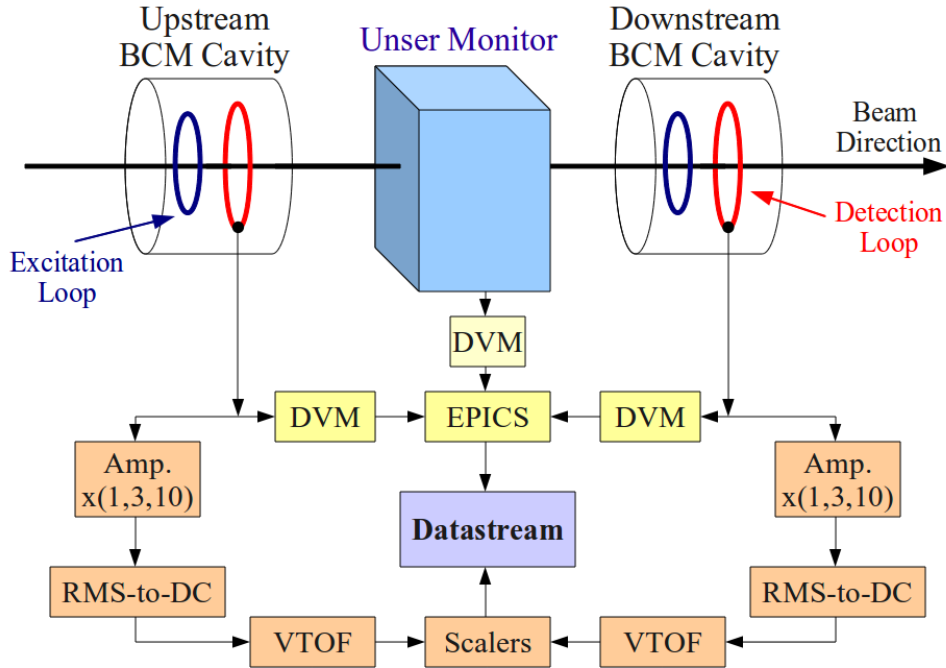 Upstream
BCM Cavity
Unser Monitor
Downstream
BCM Cavity
Beam
Direction
Excitation
Loop
Detection
Loop
DVM
DVM
EPICS
DVM
Amp.
x(1,3,10)
Amp.
x(1,3,10)
Datastream
RMS-to-DC
RMS-to-DC
VTOF
Scalers
VTOF